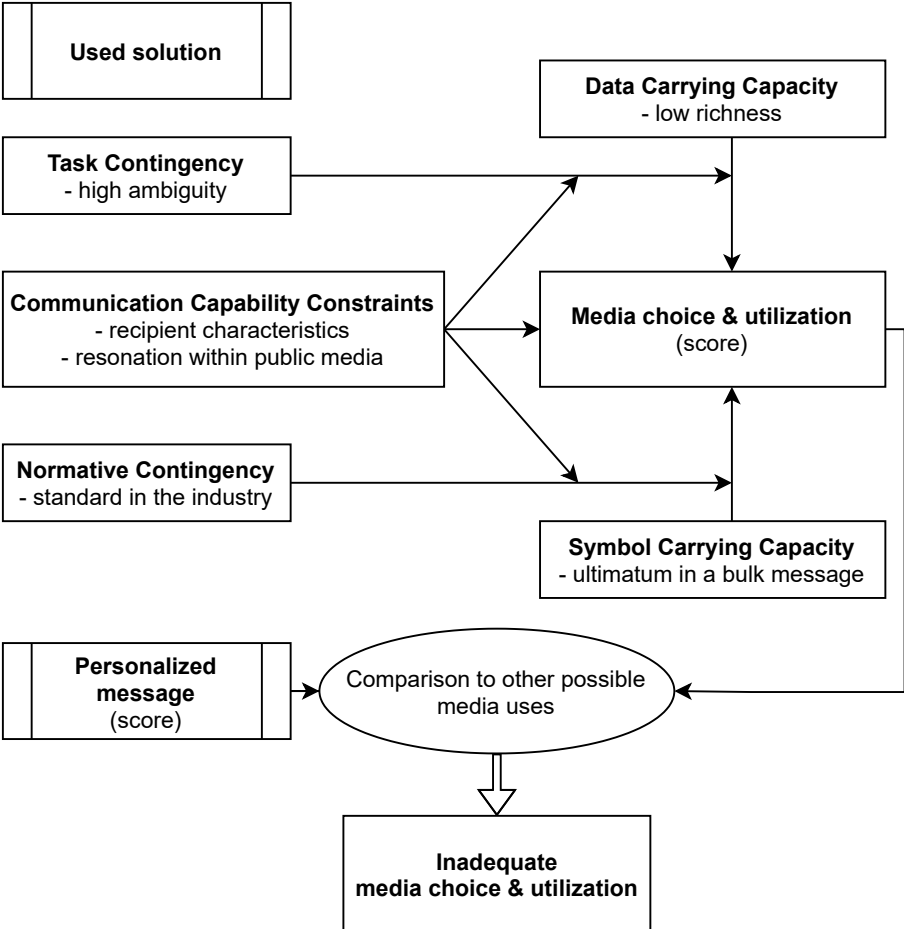 Used solution
Data Carrying Capacity
- low richness
Task Contingency
- high ambiguity
Communication Capability Constraints
- recipient characteristics
- resonation within public media
Media choice & utilization
(score)
Normative Contingency
- standard in the industry
Symbol Carrying Capacity
- ultimatum in a bulk message
Personalized
message
(score)
Comparison to other possible
media uses
Inadequate
media choice & utilization